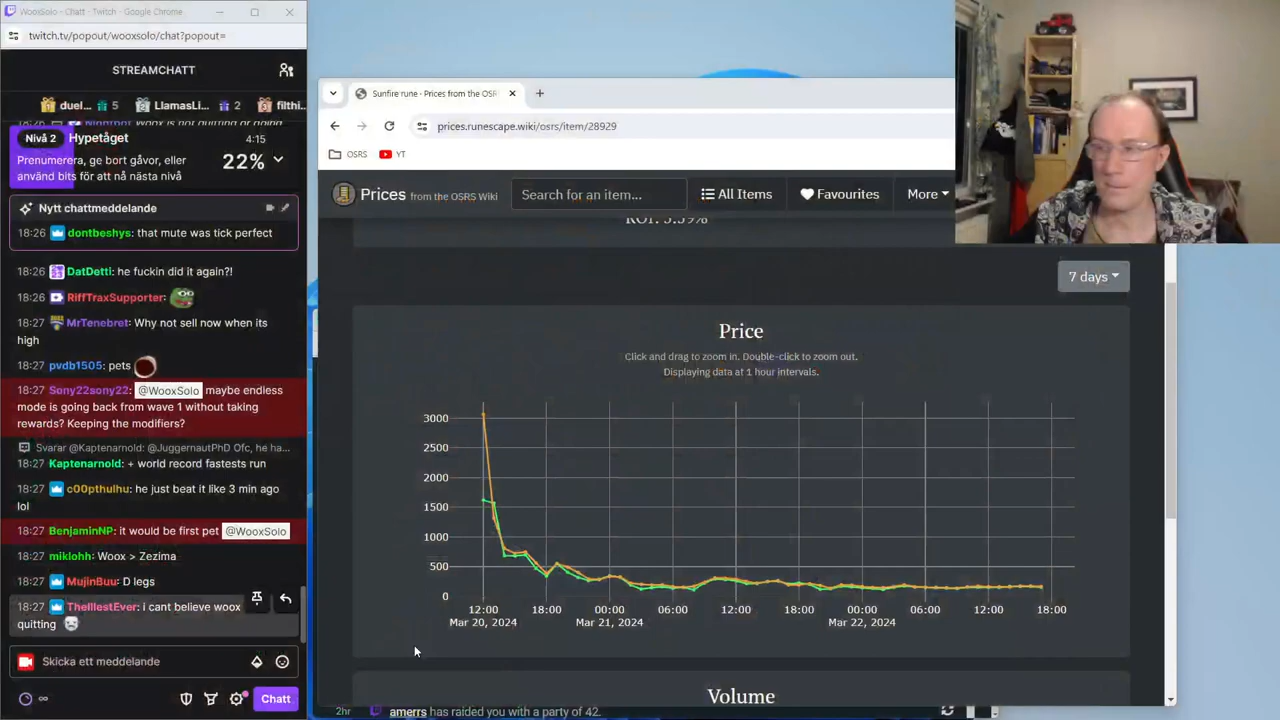 WooxSolo - Chatt - Twitch - Google Chrome
twitch.tv/popout/wooxsolo/chat?popout=
STREAMCHATT
duel... 5 LlamasLi... 2 filthi...
Nivå 2 Hypetåget 4:15
Prenumerera, ge bort gåvor, eller
använd bits för att nå nästa
nivå
22%
Nytt chattmeddelande
18:26 dontbeshys: that mute was tick perfect
18:26 DatDetti: he fuckin did it again?!
18:26 RiffTraxSupporter:
18:27 MrTenebret: Why not sell now when its
high
18:27 pvdb1505: pets
18:27 Sony22sony22: @WooxSolo maybe endless
mode is going back from wave 1 without taking
rewards? Keeping the modifiers?
Svarar @Kaptenarnold: @JuggernautPhD Ofc, he ha...
18:27 Kaptenarnold: + world record fastests run
18:27 c00pthulhu: he just beat it like 3 min ago
lol
18:27 BenjaminNP: it would be first pet @WooxSolo
18:27 miklohh: Woox > Zezima
18:27 MujinBuu: D legs
18:27 ThelllestEver: i cant believe woox
quitting
Skicka ett meddelande
Chatt
Sunfire rune - Prices from the OSR
prices.runescape.wiki/osrs/item/28929
OSRS YT
Prices from the OSRS Wiki Search for an item... All Items Favourites More
ROI: 5.59%
7 days
Price
Click and drag to zoom in. Double-click to zoom out.
Displaying data at 1 hour intervals.
3000
2500
2000
1500
1000
500
0
12:00 18:00 00:00 06:00 12:00 18:00 00:00 06:00 12:00 18:00
Mar 20, 2024 Mar 21, 2024 Mar 22, 2024
Volume
2hr amerrs has raided you with a party of 42.